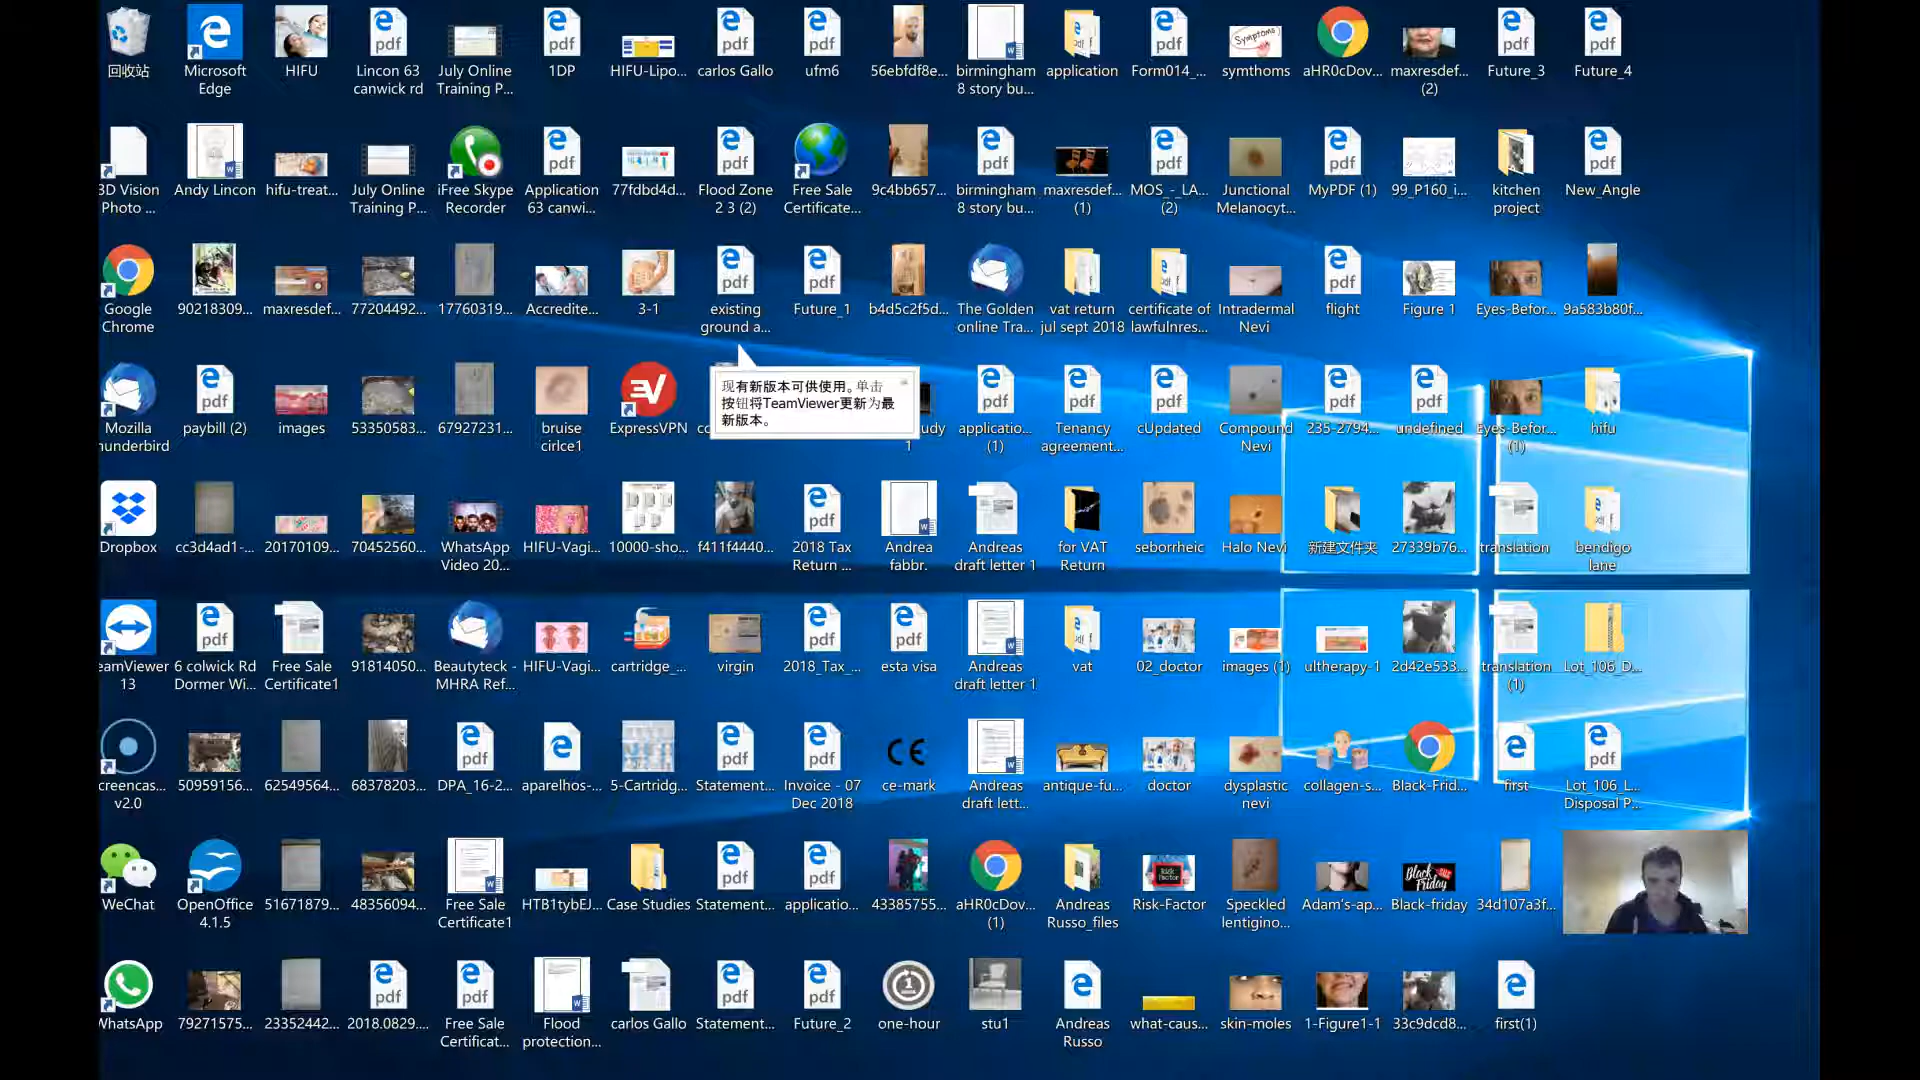 回收站
Microsoft
Edge
HIFU
Lincon 63
canwick rd
July Online
Training P...
1DP
HIFU-Lipo...
carlos Gallo
ufm6
56ebfdf8e...
birmingham
8 story bu...
application
Form014_...
symthoms
aHR0cDov...
maxresdef...
(2)
Future_3
Future_4
3D Vision
Photo ...
Andy Lincon
hifu-treat...
July Online
Training P...
iFree Skype
Recorder
Application
63 canwi...
77fdbd4d...
Flood Zone
2 3 (2)
Free Sale
Certificate...
9c4bb657...
birmingham
8 story bu...
maxresdef...
(1)
MOS_-_LA...
(2)
Junctional
Melanocyt...
MyPDF (1)
99_P160_i...
kitchen
project
New_Angle
Google
Chrome
90218309...
maxresdef...
77204492...
17760319...
Accredite...
3-1
existing
ground a...
Future_1
b4d5c2f5d...
The Golden
online Tra...
vat return
jul sept 2018
certificate of
lawfulnres...
Intradermal
Nevi
flight
Figure 1
Eyes-Befor...
9a583b80f...
Mozilla
hunderbird
paybill (2)
images
53350583...
67927231...
bruise
cirlce1
ExpressVPN
现有新版本可供使用。单击
按钮将TeamViewer更新为最
新版本。
udy
1
applicatio...
(1)
Tenancy
agreement...
cUpdated
Compound
Nevi
235-2794...
undefined
Eyes-Befor...
(1)
hifu
Dropbox
cc3d4ad1-...
20170109...
70452560...
WhatsApp
Video 20...
HIFU-Vagi...
10000-sho...
f411f4440...
2018 Tax
Return ...
Andrea
fabbr.
Andreas
draft letter 1
for VAT
Return
seborrheic
Halo Nevi
新建文件夹
27339b76...
translation
bendigo
lane
eamViewer
13
6 colwick Rd
Dormer Wi...
Free Sale
Certificate1
91814050...
Beautyteck -
MHRA Ref...
HIFU-Vagi...
cartridge_...
virgin
2018_Tax_...
esta visa
Andreas
draft letter 1
vat
02_doctor
images (1)
ultherapy-1
2d42e533...
translation
(1)
Lot_106_D...
creencas...
v2.0
50959156...
62549564...
68378203...
DPA_16-2...
aparelhos-...
5-Cartridg...
Statement...
Invoice - 07
Dec 2018
ce-mark
Andreas
draft lett...
antique-fu...
doctor
dysplastic
nevi
collagen-s...
Black-Frid...
first
Lot_106_L...
Disposal P...
WeChat
OpenOffice
4.1.5
51671879...
48356094...
Free Sale
Certificate1
HTB1tybEJ...
Case Studies
Statement...
applicatio...
43385755...
aHR0cDov...
(1)
Andreas
Russo_files
Risk-Factor
Speckled
lentigino...
Adam's-ap...
Black-friday
34d107a3f...
WhatsApp
79271575...
23352442...
2018.0829....
Free Sale
Certificat...
Flood
protection...
carlos Gallo
Statement...
Future_2
one-hour
stu1
Andreas
Russo
what-caus...
skin-moles
1-Figure1-1
33c9dcd8...
first(1)